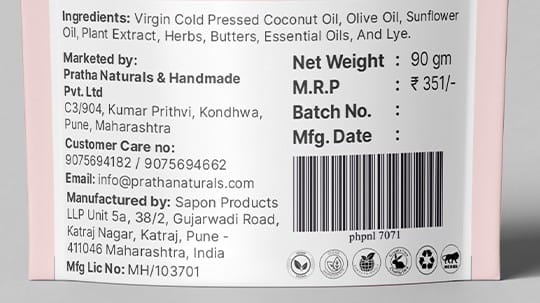 Ingredients: Virgin Cold Pressed Coconut Oil, Olive Oil, Sunflower
Oil, Plant Extract, Herbs, Butters, Essential Oils, And Lye.
Marketed by:
Pratha Naturals & Handmade
Pvt. Ltd
C3/904, Kumar Prithvi, Kondhwa,
Pune, Maharashtra
Customer Care no:
9075694182 / 9075694662
Email: info@prathanaturals.com
Manufactured by: Sapon Products
LLP Unit 5a, 38/2, Gujarwadi Road,
Katraj Nagar, Katraj, Pune -
411046 Maharashtra, India
Mfg Lic No: MH/103701
Net Weight : 90 gm
M.R.P : ₹ 351/-
Batch No. :
Mfg. Date :
phpnl 7071